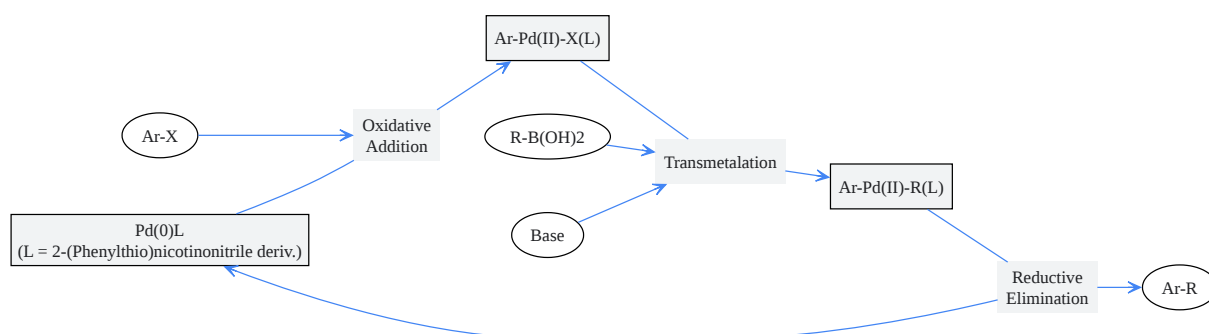 Ar-Pd(II)-X(L)
Ar-X
Oxidative
Addition
R-B(OH)2
Transmetalation
Ar-Pd(II)-R(L)
Pd(0)L
(L = 2-(Phenylthio)nicotinonitrile deriv.)
Base
Reductive
Elimination
Ar-R